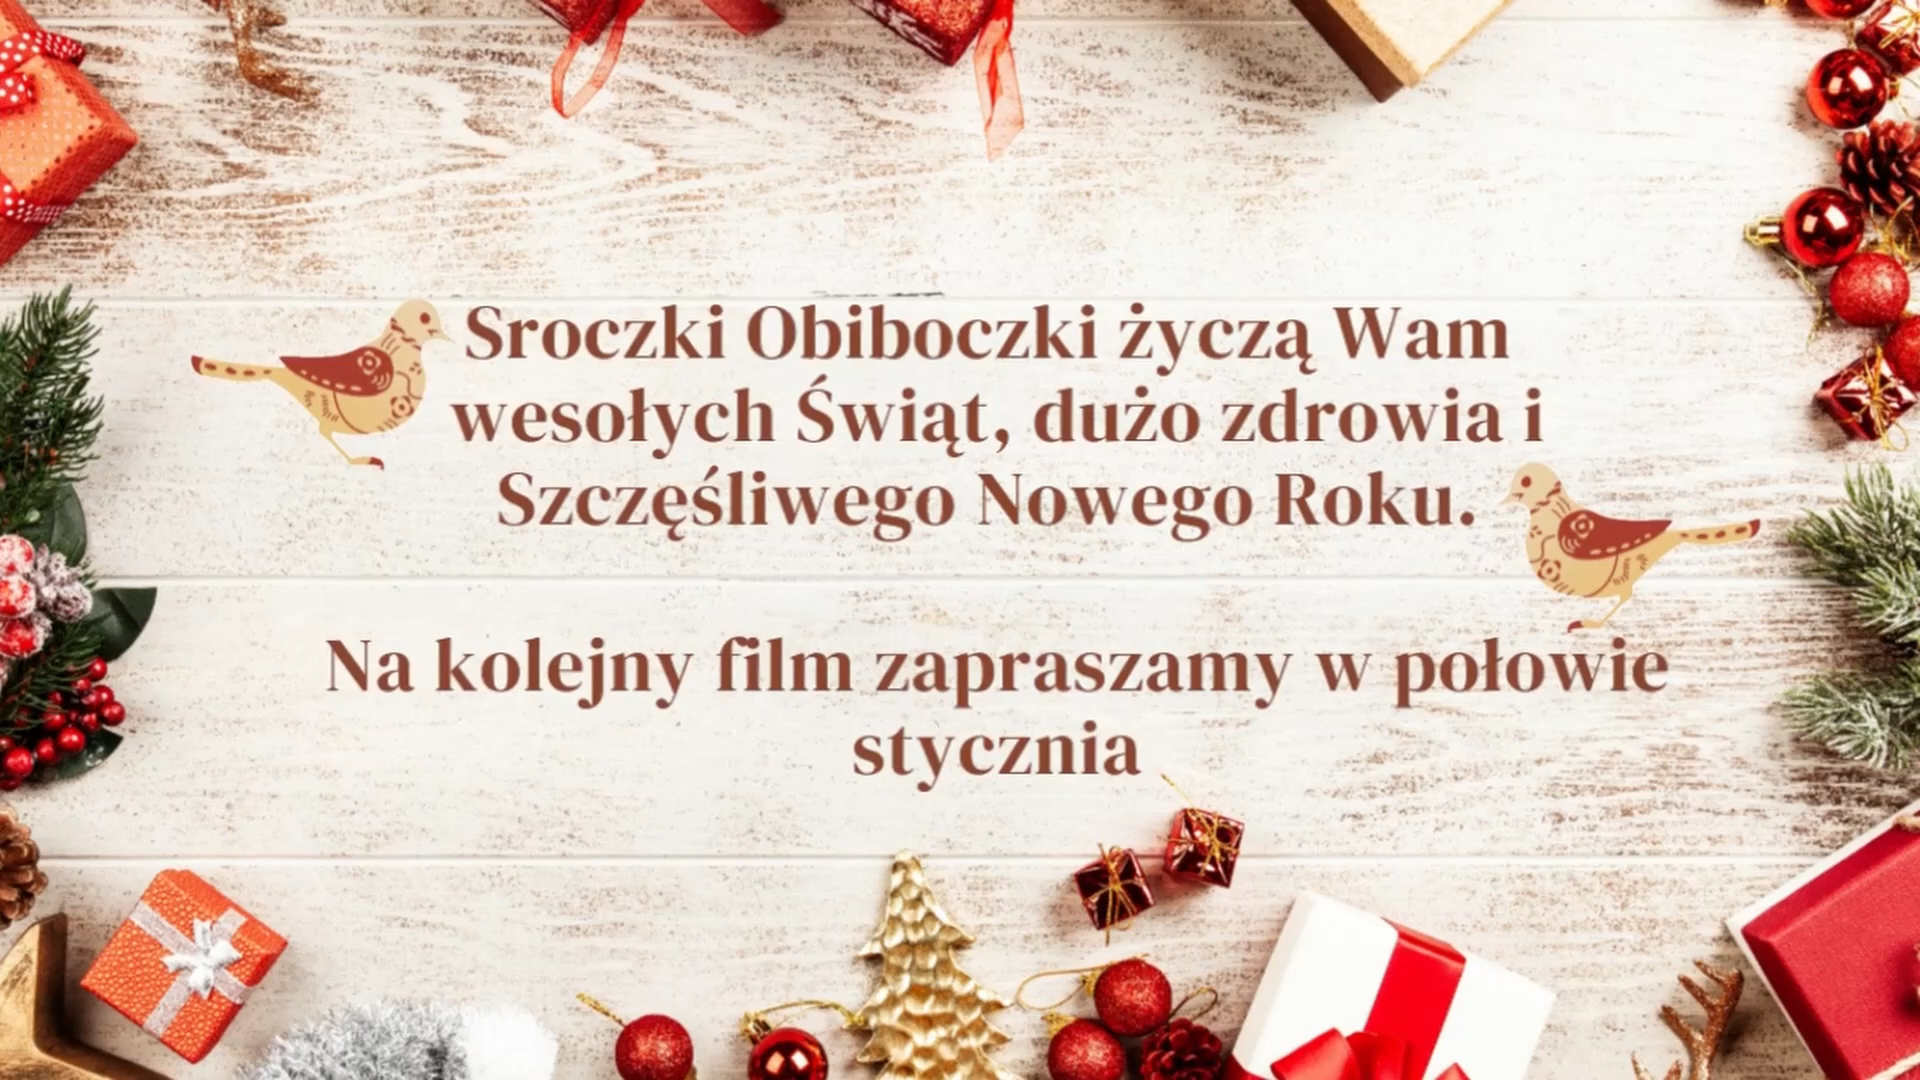 Sroczki Obiboczki życzą Wam
wesołych Świąt, dużo zdrowia i
Szczęśliwego Nowego Roku.
Na kolejny film zapraszamy w połowie
stycznia